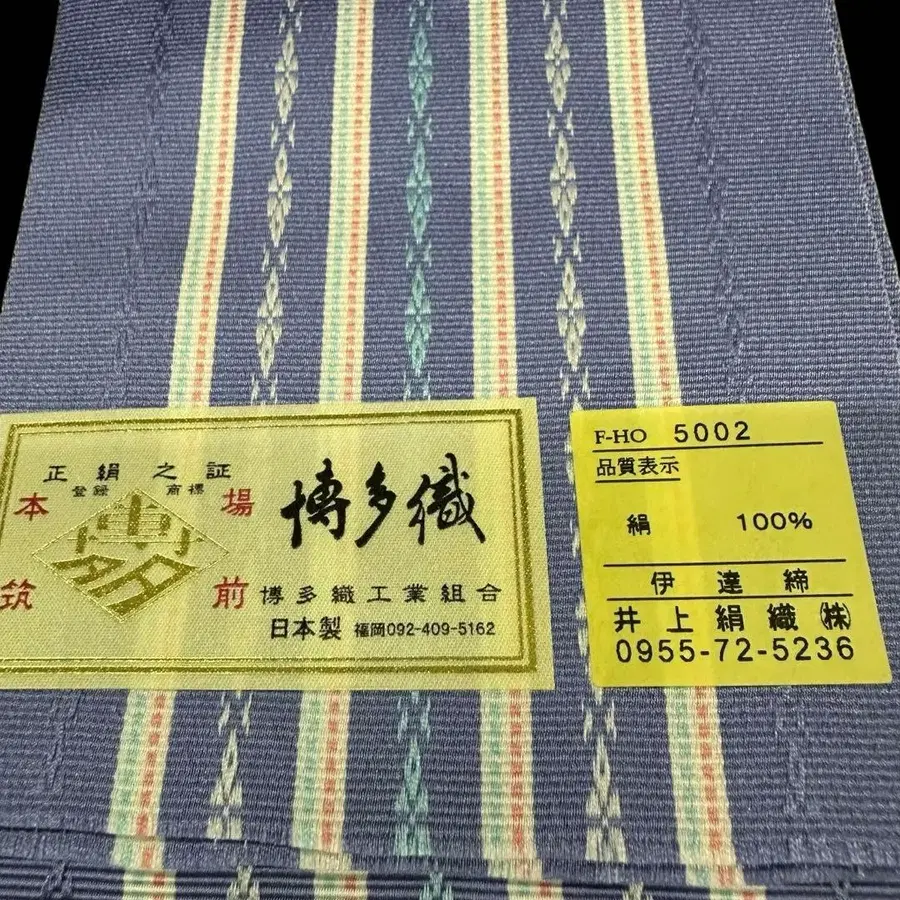 正絹之証
登録 商標
本場
筑前
博多
博多織
博多織工業組合
日本製 福岡092-409-5162
F-HO 5002
品質表示
絹 100%
伊達締
井上絹織㈱
0955-72-5236